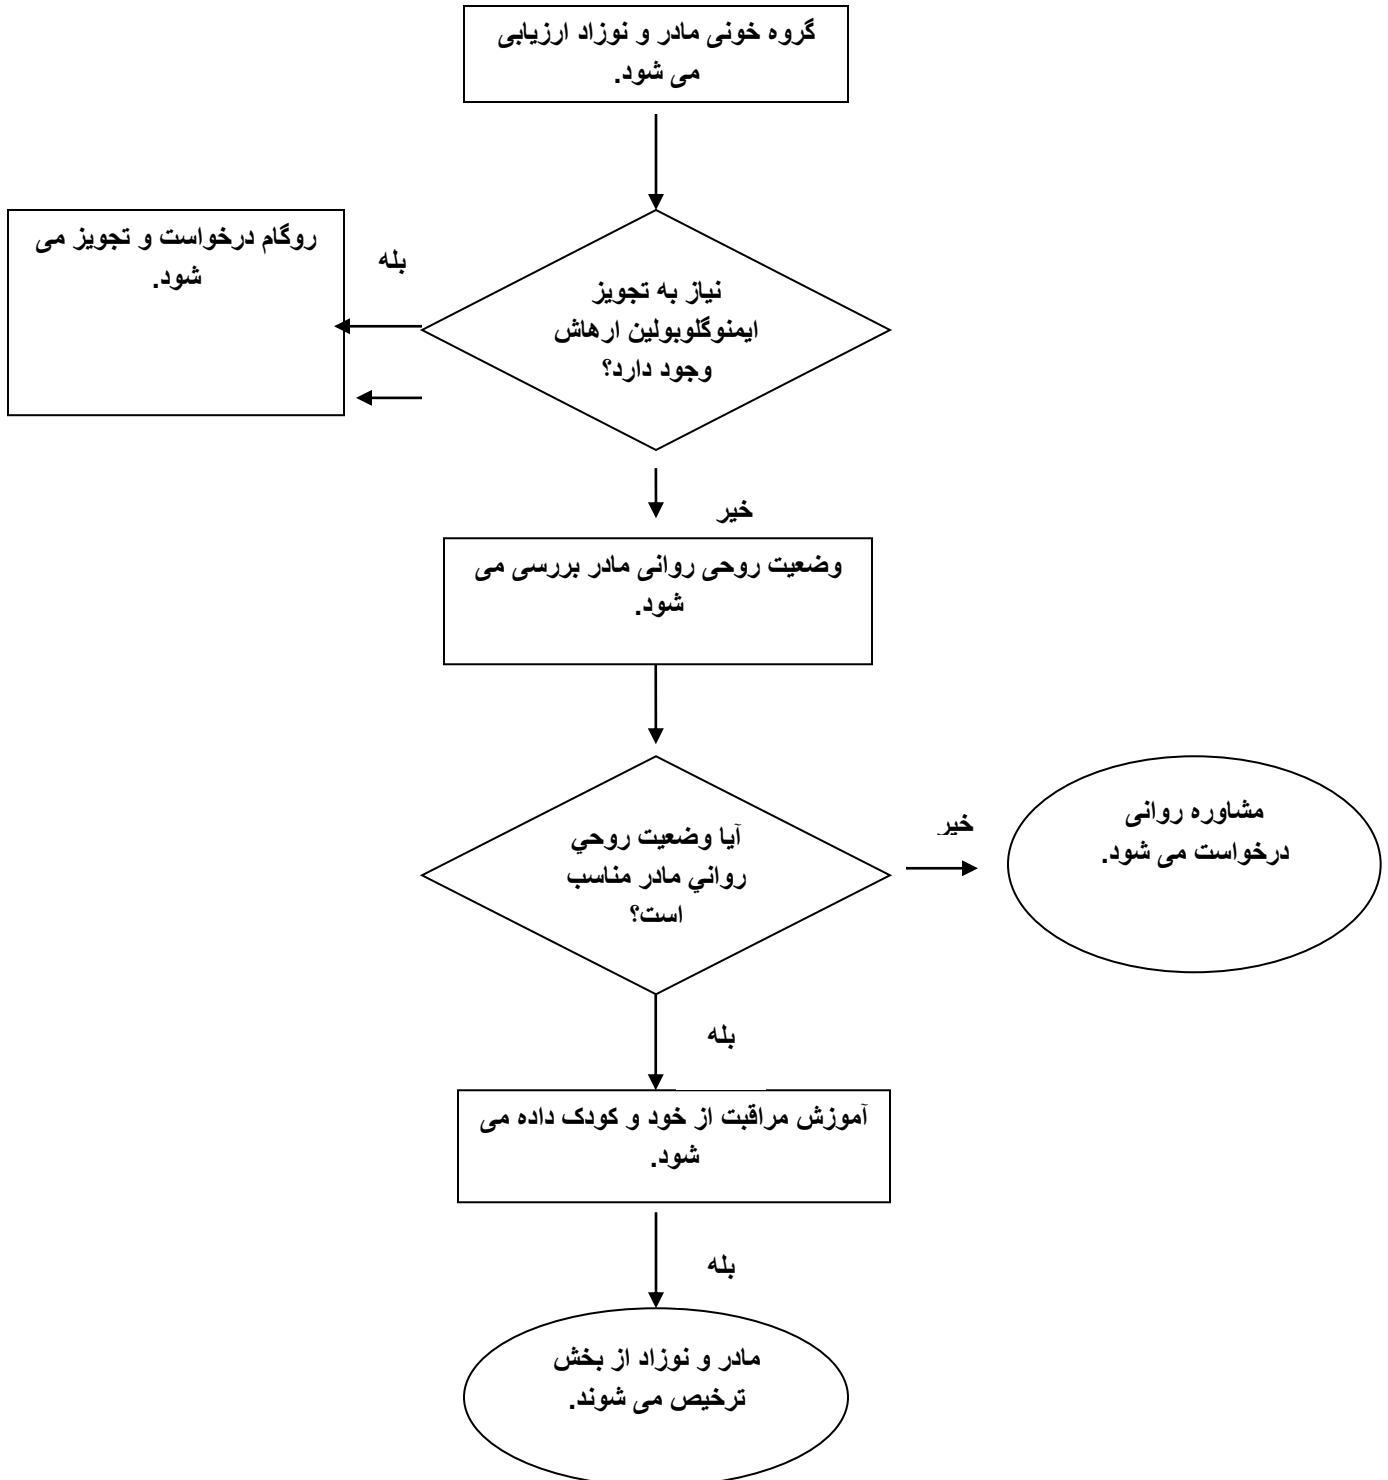 گروه خونی مادر و نوزاد ارزیابی
می شود.
روگام درخواست و تجویز می
شود.
بله
نیاز به تجویز
ایمنوگلوبولین ارهاش
وجود دارد؟
خیر
وضعیت روحی روانی مادر بررسی می
شود.
آیا وضعیت روحي
رواني مادر مناسب
است؟
خیر
مشاوره روانی
درخواست می شود.
بله
آموزش مراقبت از خود و کودک داده می
شود.
بله
مادر و نوزاد از بخش
ترخیص می شوند.